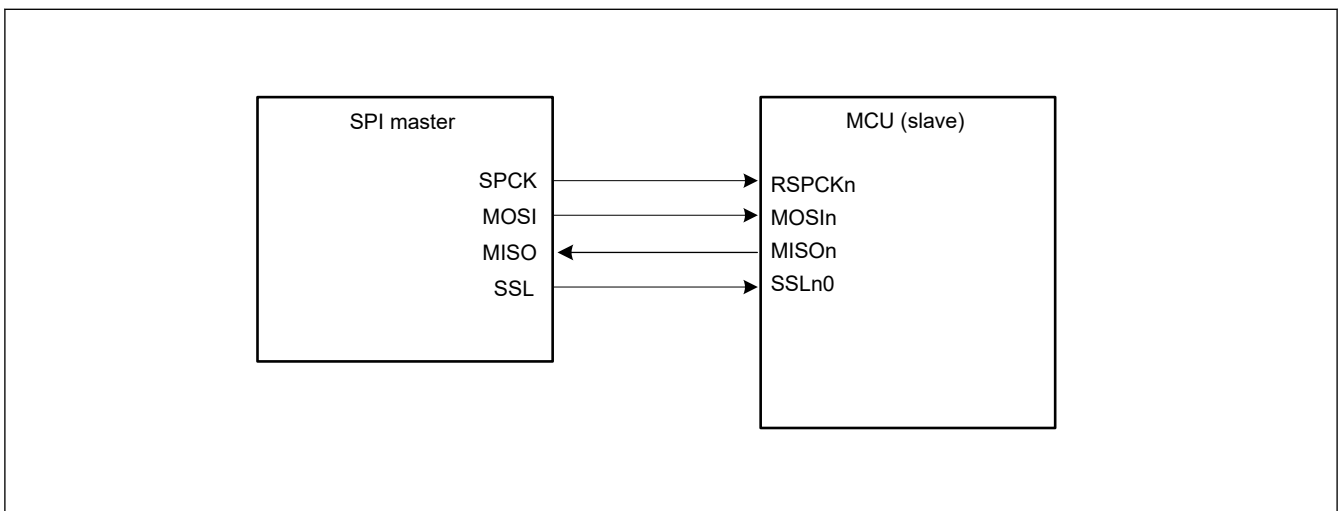 SPI master
SPCK
MOSI
MISO
SSL
MCU (slave)
RSPCKn
MOSIn
MISOn
SSLn0